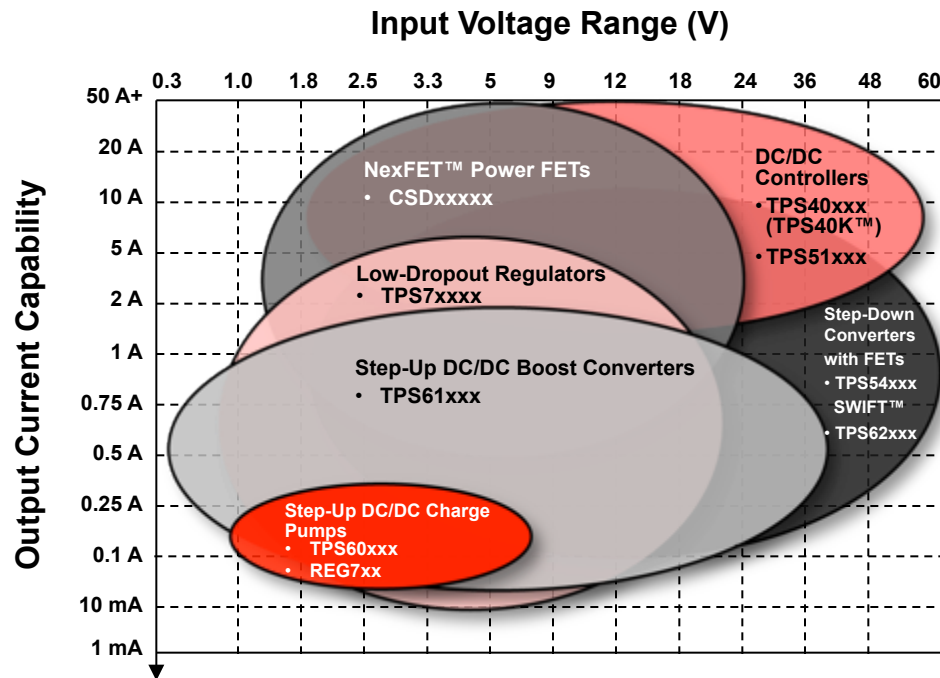 Input Voltage Range (V)
0.3 1.0 1.8 2.5 3.3 5 9 12 18 24 36 48 60
Output Current Capability
50 A+
20 A
10 A
5 A
2 A
1 A
0.75 A
0.5 A
0.25 A
0.1 A
10 mA
1 mA
NexFET™ Power FETs
• CSDxxxxx
DC/DC
Controllers
• TPS40xxx
(TPS40K™)
• TPS51xxx
Low-Dropout Regulators
• TPS7xxxx
Step-Down
Converters
with FETs
• TPS54xxx
SWIFT™
• TPS62xxx
Step-Up DC/DC Boost Converters
• TPS61xxx
Step-Up DC/DC Charge
Pumps
• TPS60xxx
• REG7xx